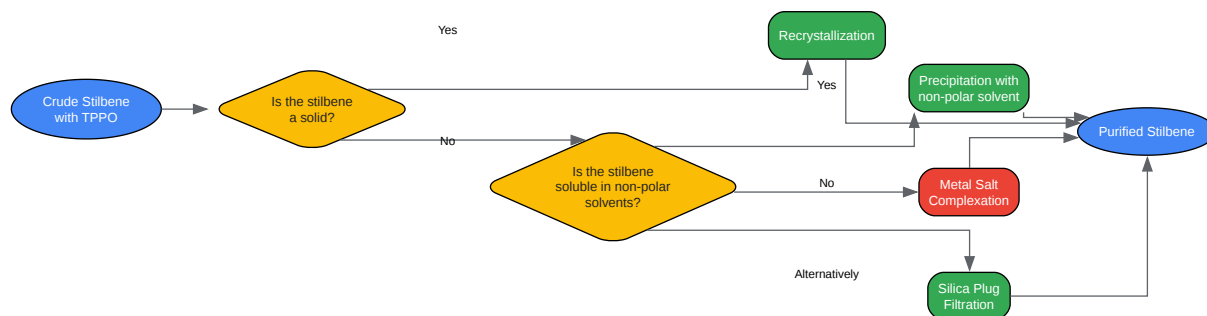 Yes
Recrystallization
Crude Stilbene
with TPPO
Is the stilbene
a solid?
Yes
Precipitation with
non-polar solvent
Purified Stilbene
No
Is the stilbene
soluble in non-polar
solvents?
No
Metal Salt
Complexation
Alternatively
Silica Plug
Filtration